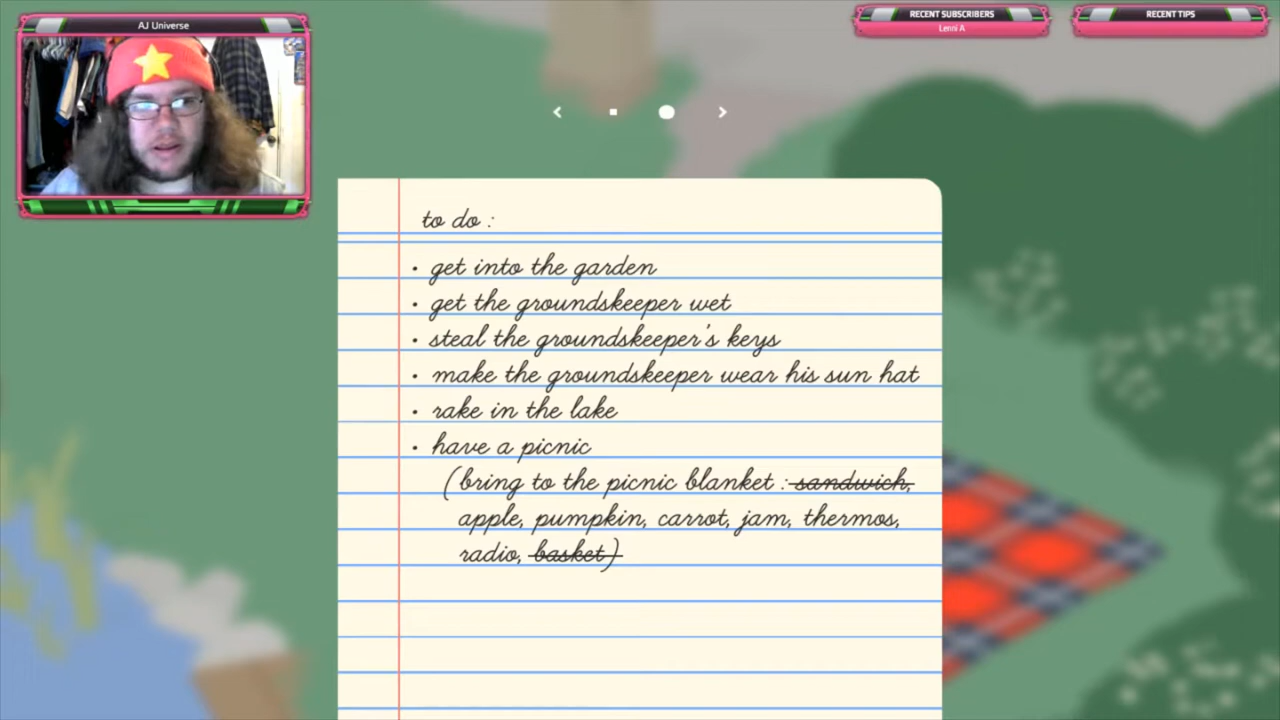 AJ Universe
RECENT SUBSCRIBERS
Lenni A
RECENT TIPS
to do :
• get into the garden
• get the groundskeeper wet
• steal the groundskeeper's keys
• make the groundskeeper wear his sun hat
• rake in the lake
• have a picnic
(bring to the picnic blanket : sandwich,
apple, pumpkin, carrot, jam, thermos,
radio, basket)